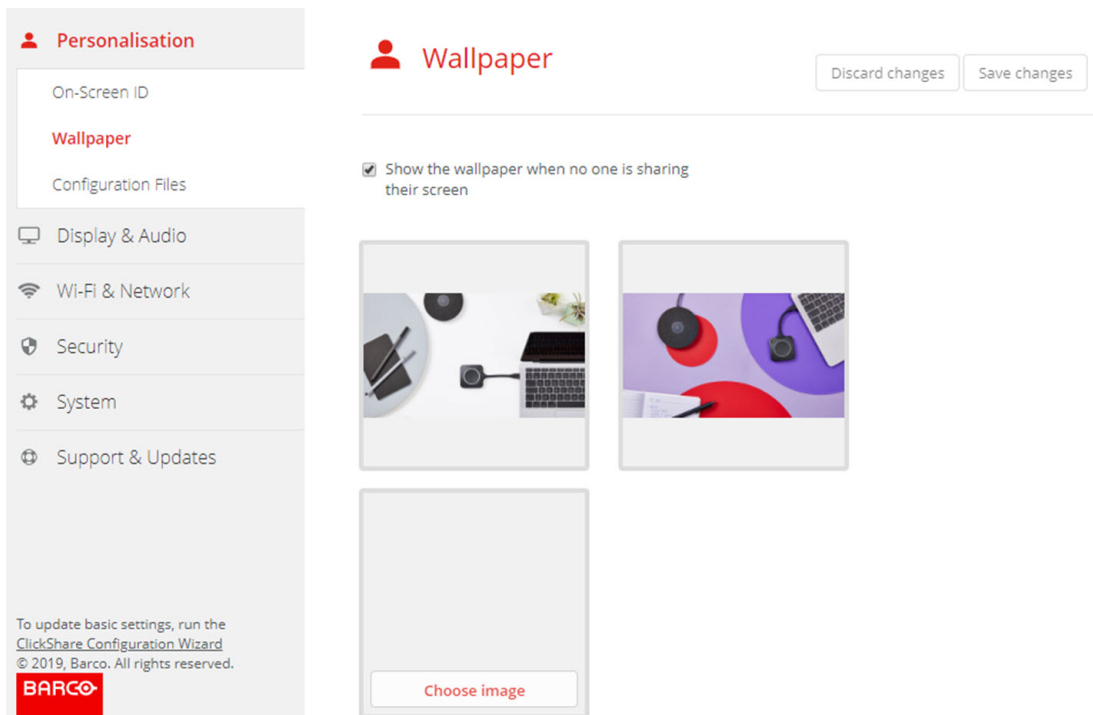 Personalisation
On-Screen ID
Wallpaper
Configuration Files
Display & Audio
Wi-Fi & Network
Security
System
Support & Updates
To update basic settings, run the
ClickShare Configuration Wizard
© 2019, Barco. All rights reserved.
BARCO
Wallpaper
Discard changes
Save changes
Show the wallpaper when no one is sharing
their screen
Choose image